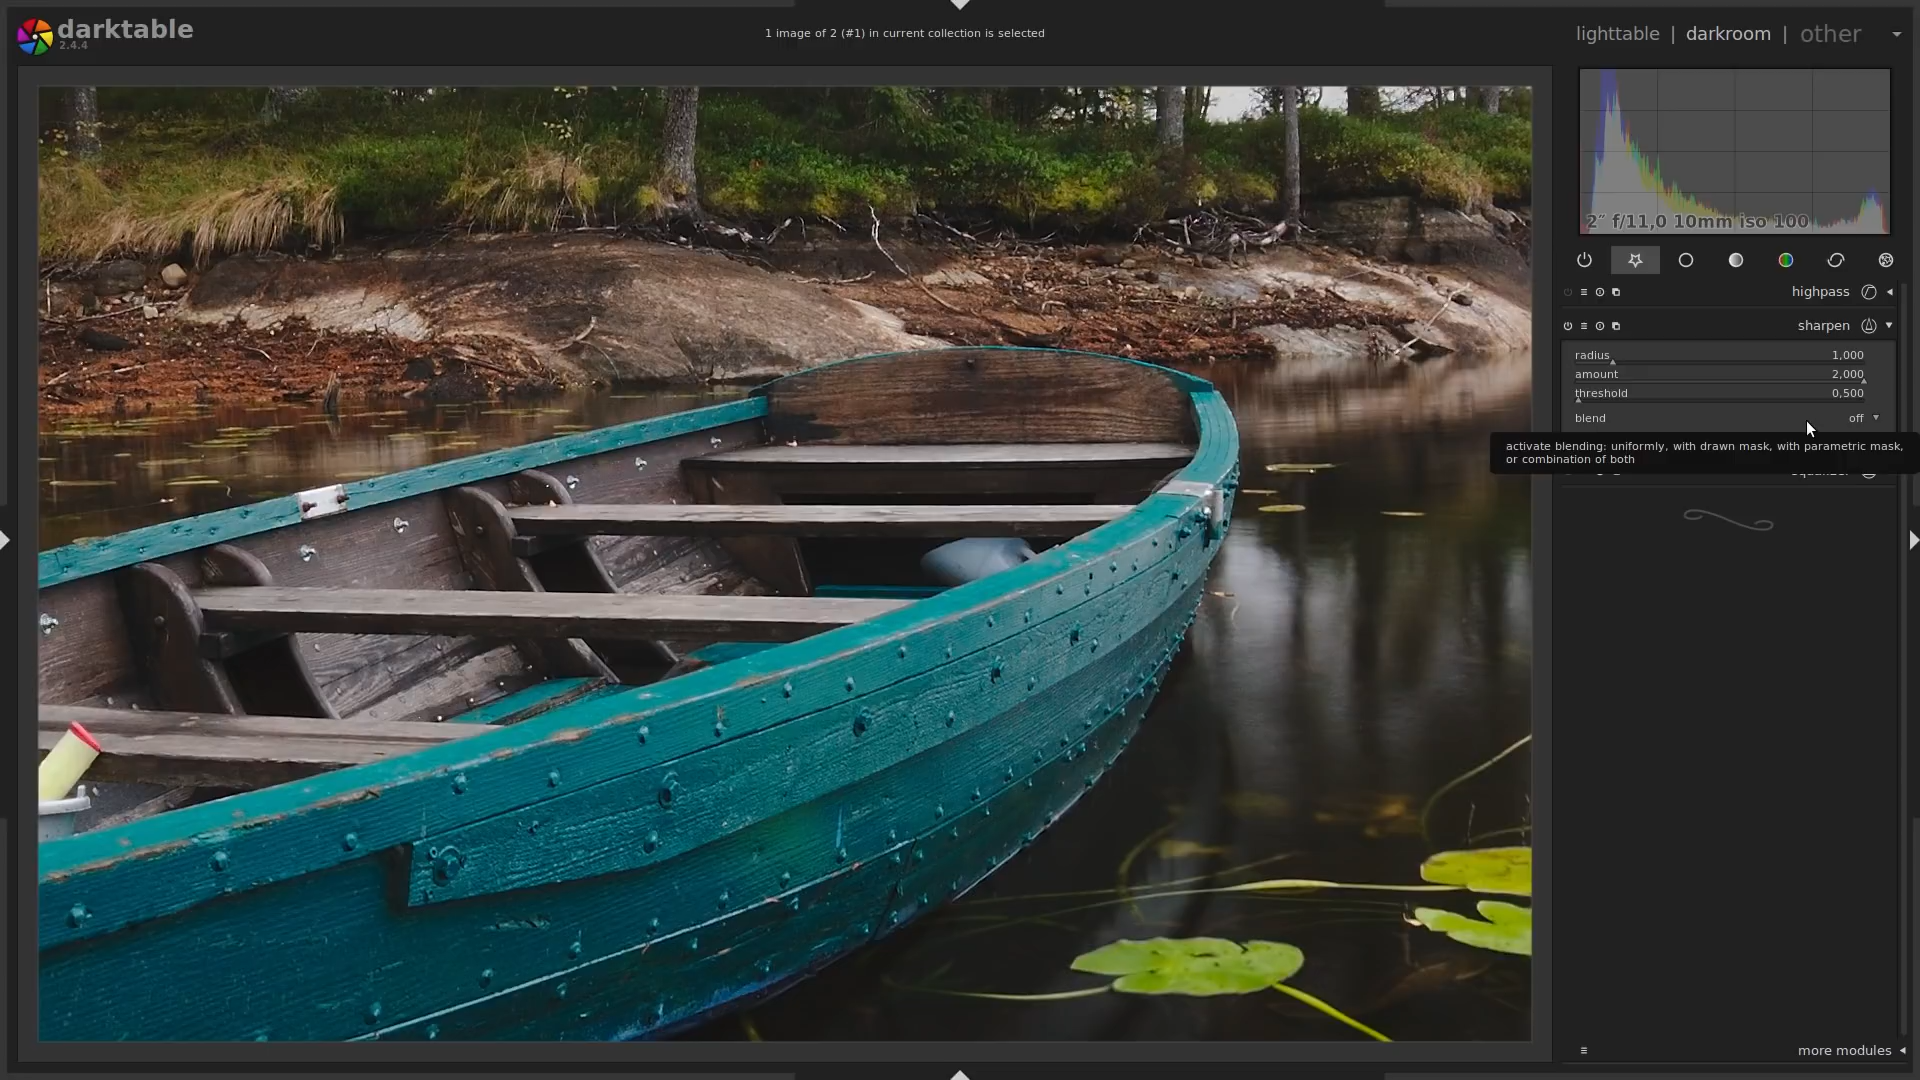 darktable
2.4.4
1 image of 2 (#1) in current collection is selected
lighttable | darkroom | other
2" f/11,0 10mm iso 100
highpass
sharpen
radius 1,000
amount 2,000
threshold 0,500
blend off
activate blending: uniformly, with drawn mask, with parametric mask,
or combination of both
more modules